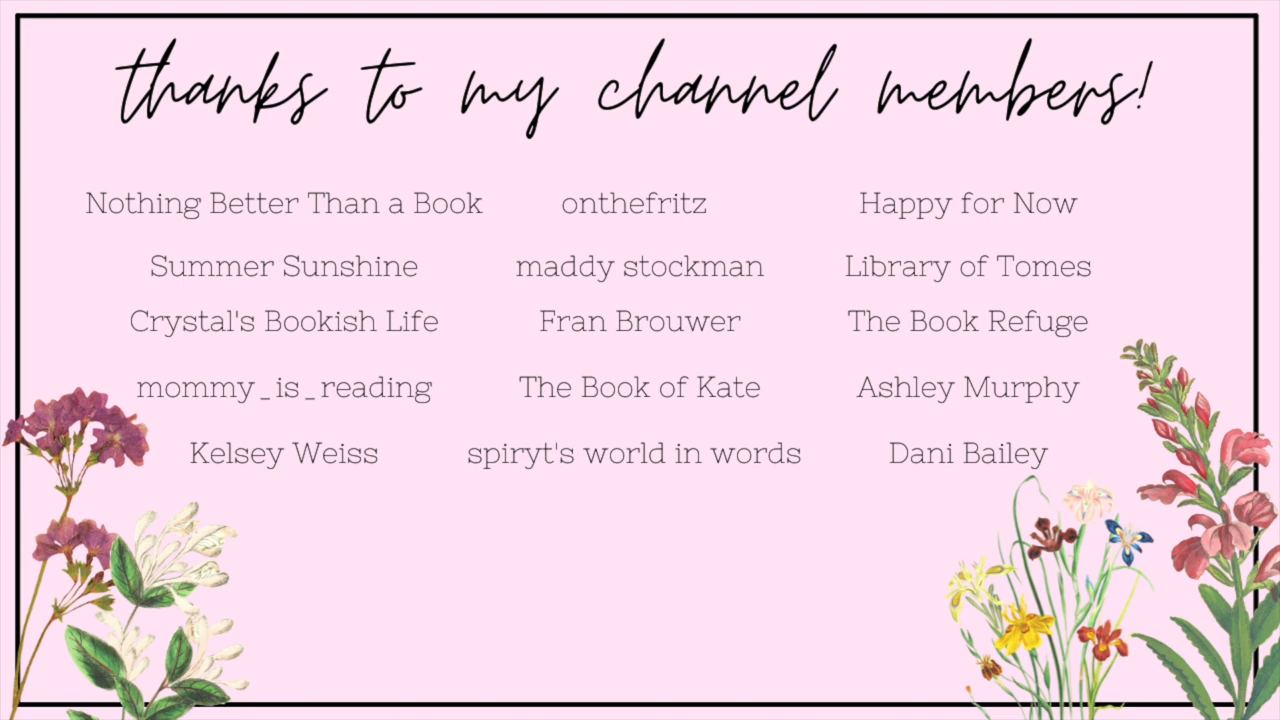 thanks to my channel members!
Nothing Better Than a Book onthefritz Happy for Now
Summer Sunshine maddy stockman Library of Tomes
Crystal's Bookish Life Fran Brouwer The Book Refuge
mommy_is_reading The Book of Kate Ashley Murphy
Kelsey Weiss spiryt's world in words Dani Bailey